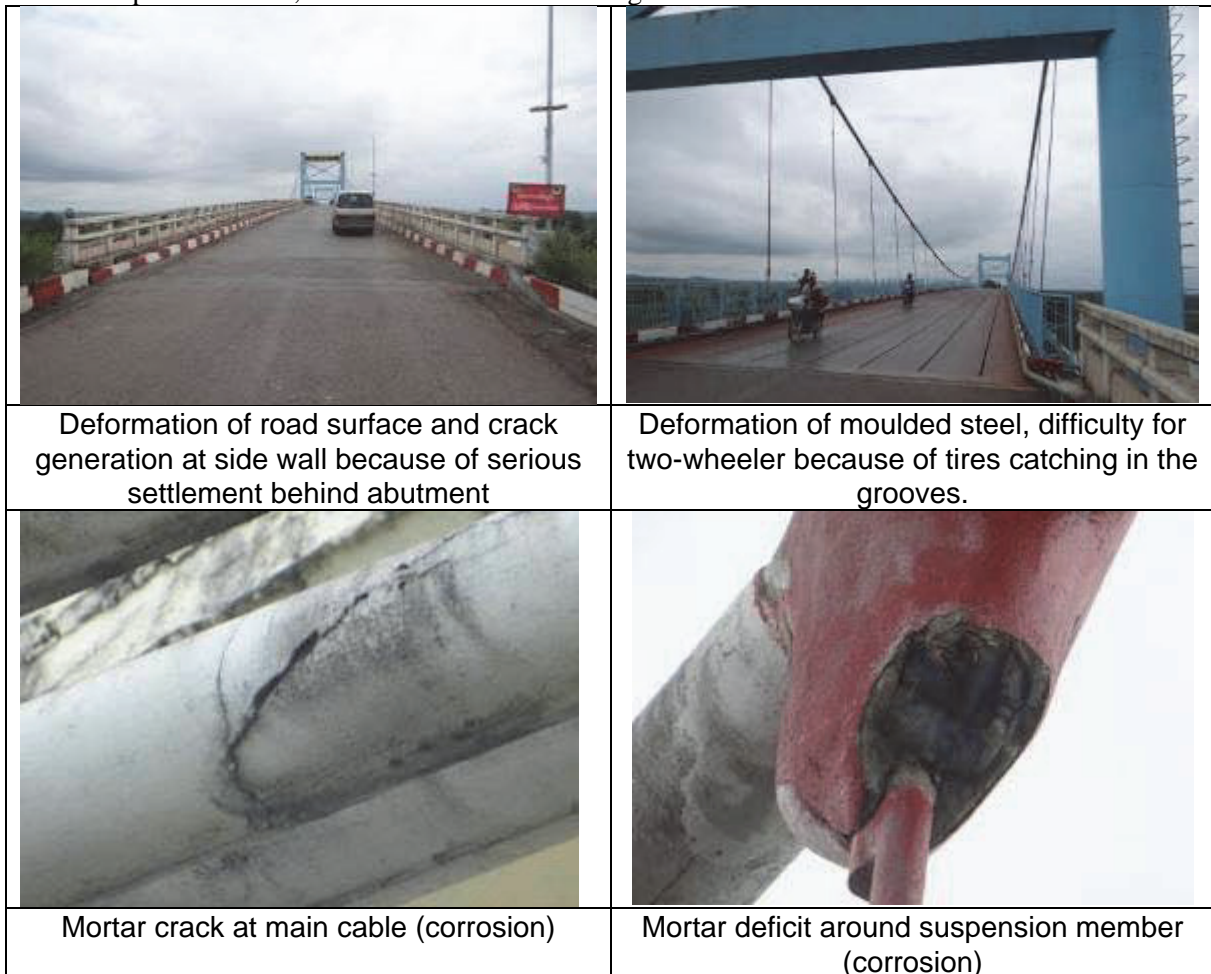 Deformation of road surface and crack
generation at side wall because of serious
settlement behind abutment
Deformation of moulded steel, difficulty for
two-wheeler because of tires catching in the
grooves.
Mortar crack at main cable (corrosion)
Mortar deficit around suspension member
(corrosion)